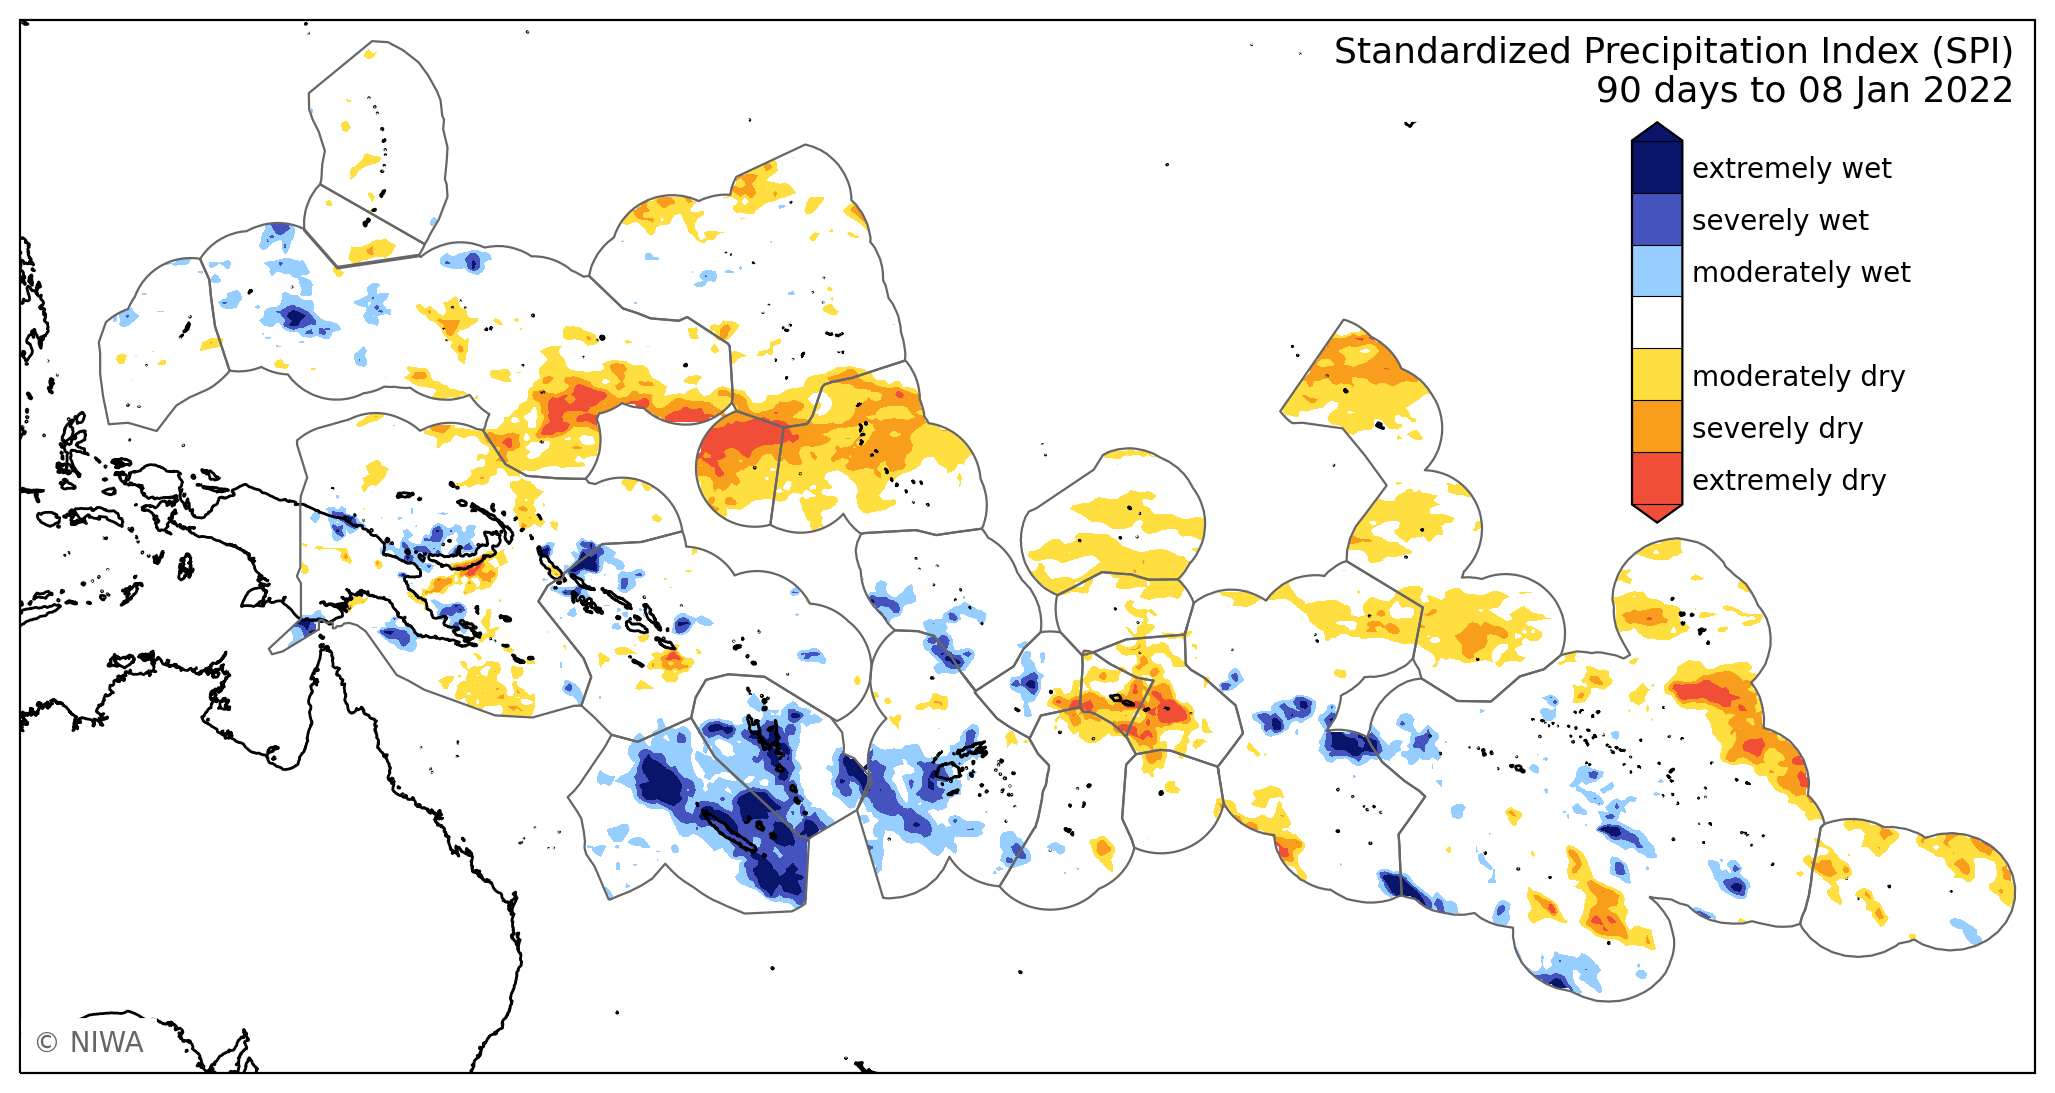 Standardized Precipitation Index (SPI)
90 days to 08 Jan 2022
extremely wet
severely wet
moderately wet
moderately dry
severely dry
extremely dry
© NIWA